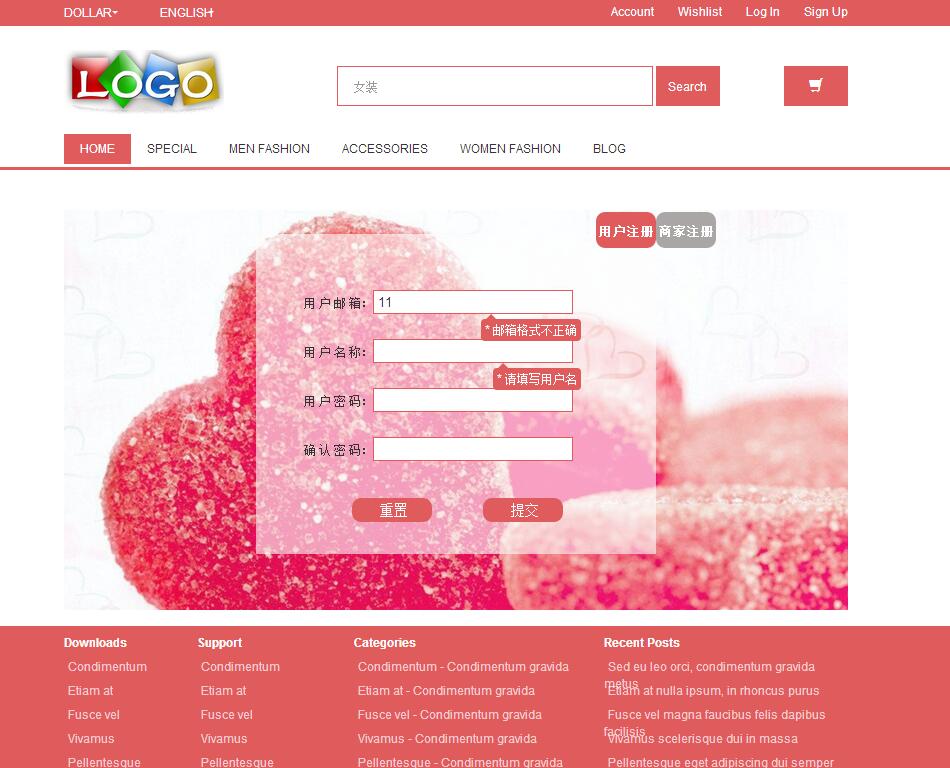 DOLLAR ENGLISH Account Wishlist Log In Sign Up
LOGO
女装 Search
HOME SPECIAL MEN FASHION ACCESSORIES WOMEN FASHION BLOG
用户注册 商家注册
用户邮箱: 11
* 邮箱格式不正确
用户名称:
* 请填写用户名
用户密码:
确认密码:
重置 提交
Downloads Support Categories Recent Posts
Condimentum Condimentum Condimentum - Condimentum gravida Sed eu leo orci, condimentum gravida
metus
Etiam at Etiam at Etiam at - Condimentum gravida Etiam at nulla ipsum, in rhoncus purus
Fusce vel Fusce vel Fusce vel - Condimentum gravida Fusce vel magna faucibus felis dapibus
facilisis
Vivamus Vivamus Vivamus - Condimentum gravida Vivamus scelerisque dui in massa
Pellentesque Pellentesque Pellentesque - Condimentum gravida Pellentesque eget adipiscing dui semper